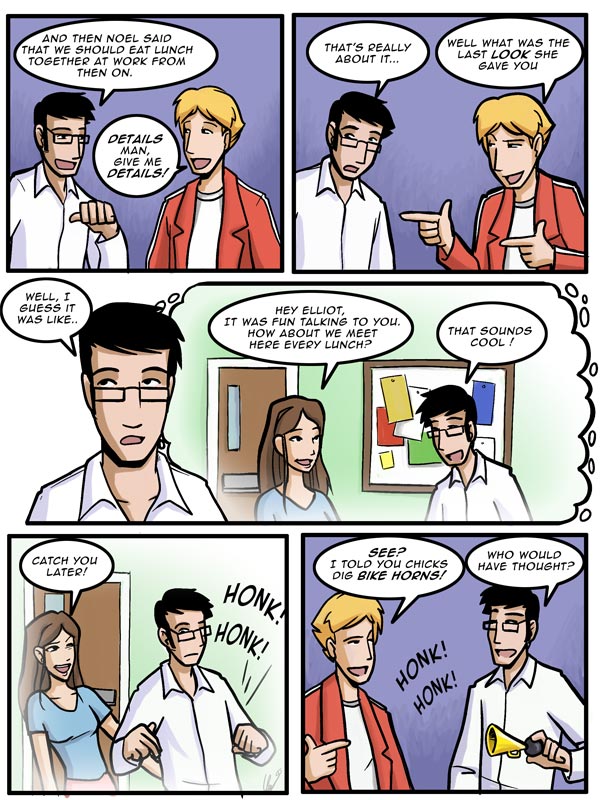 AND THEN NOEL SAID
THAT WE SHOULD EAT LUNCH
TOGETHER AT WORK FROM
THEN ON.
DETAILS
MAN,
GIVE ME
DETAILS!
THAT'S REALLY
ABOUT IT...
WELL WHAT WAS THE
LAST LOOK SHE
GAVE YOU
WELL, I
GUESS IT
WAS LIKE..
HEY ELLIOT,
IT WAS FUN TALKING TO YOU.
HOW ABOUT WE MEET
HERE EVERY LUNCH?
THAT SOUNDS
COOL !
CATCH YOU
LATER!
HONK!
HONK!
SEE?
I TOLD YOU CHICKS
DIG BIKE HORNS!
WHO WOULD
HAVE THOUGHT?
HONK!
HONK!